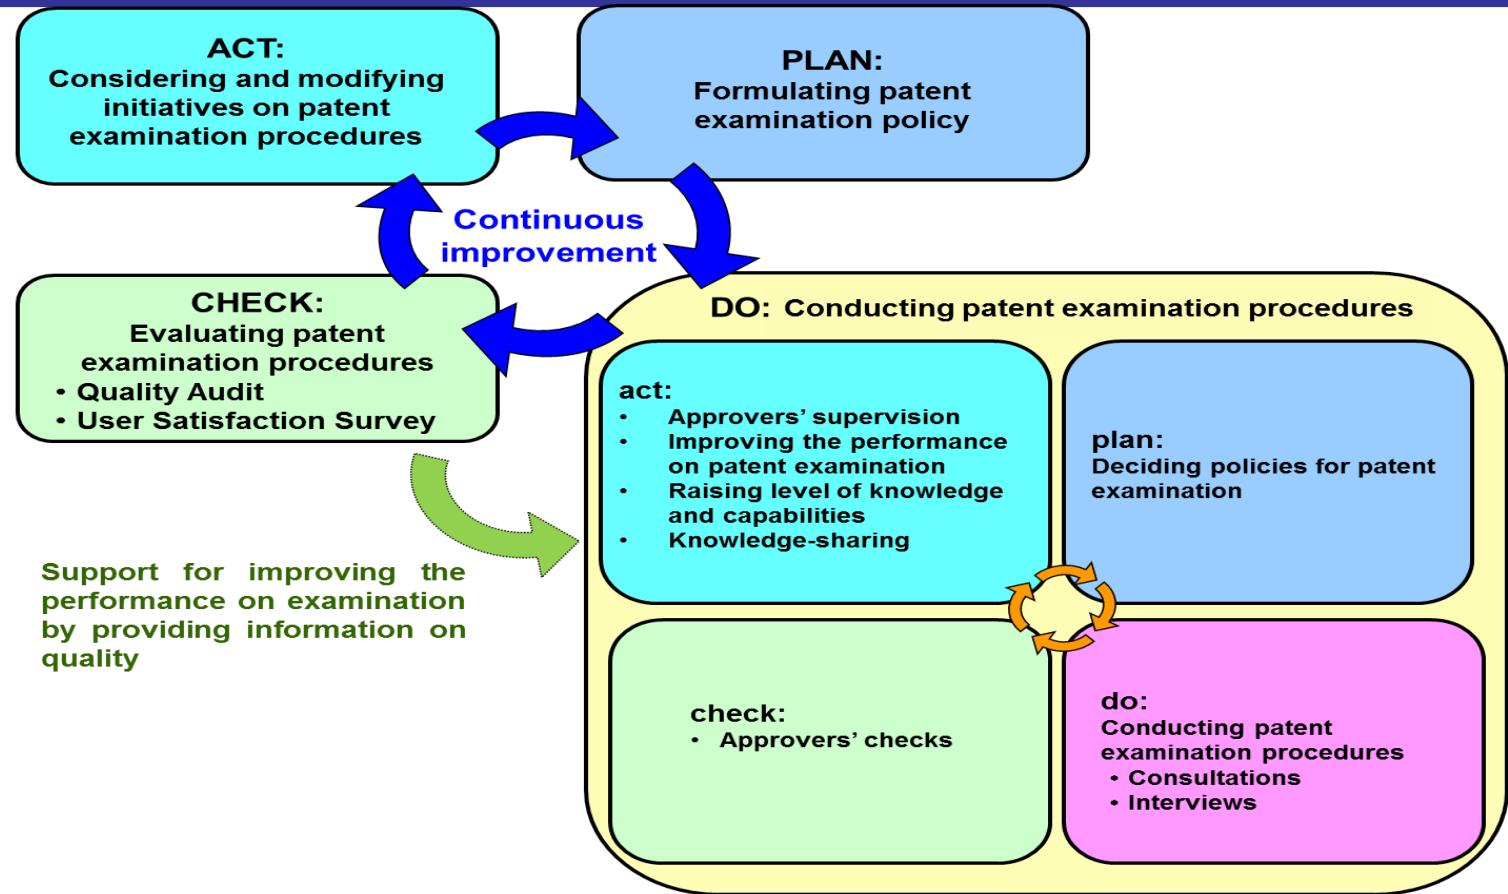 ACT:
Considering and modifying
initiatives on patent
examination procedures
PLAN:
Formulating patent
examination policy
Continuous
improvement
CHECK:
Evaluating patent
examination procedures
• Quality Audit
• User Satisfaction Survey
Support for improving the
performance on examination
by providing information on
quality
DO: Conducting patent examination procedures
act:
• Approvers’ supervision
• Improving the performance
on patent examination
• Raising level of knowledge
and capabilities
• Knowledge-sharing
plan:
Deciding policies for patent
examination
check:
• Approvers’ checks
do:
Conducting patent
examination procedures
• Consultations
• Interviews